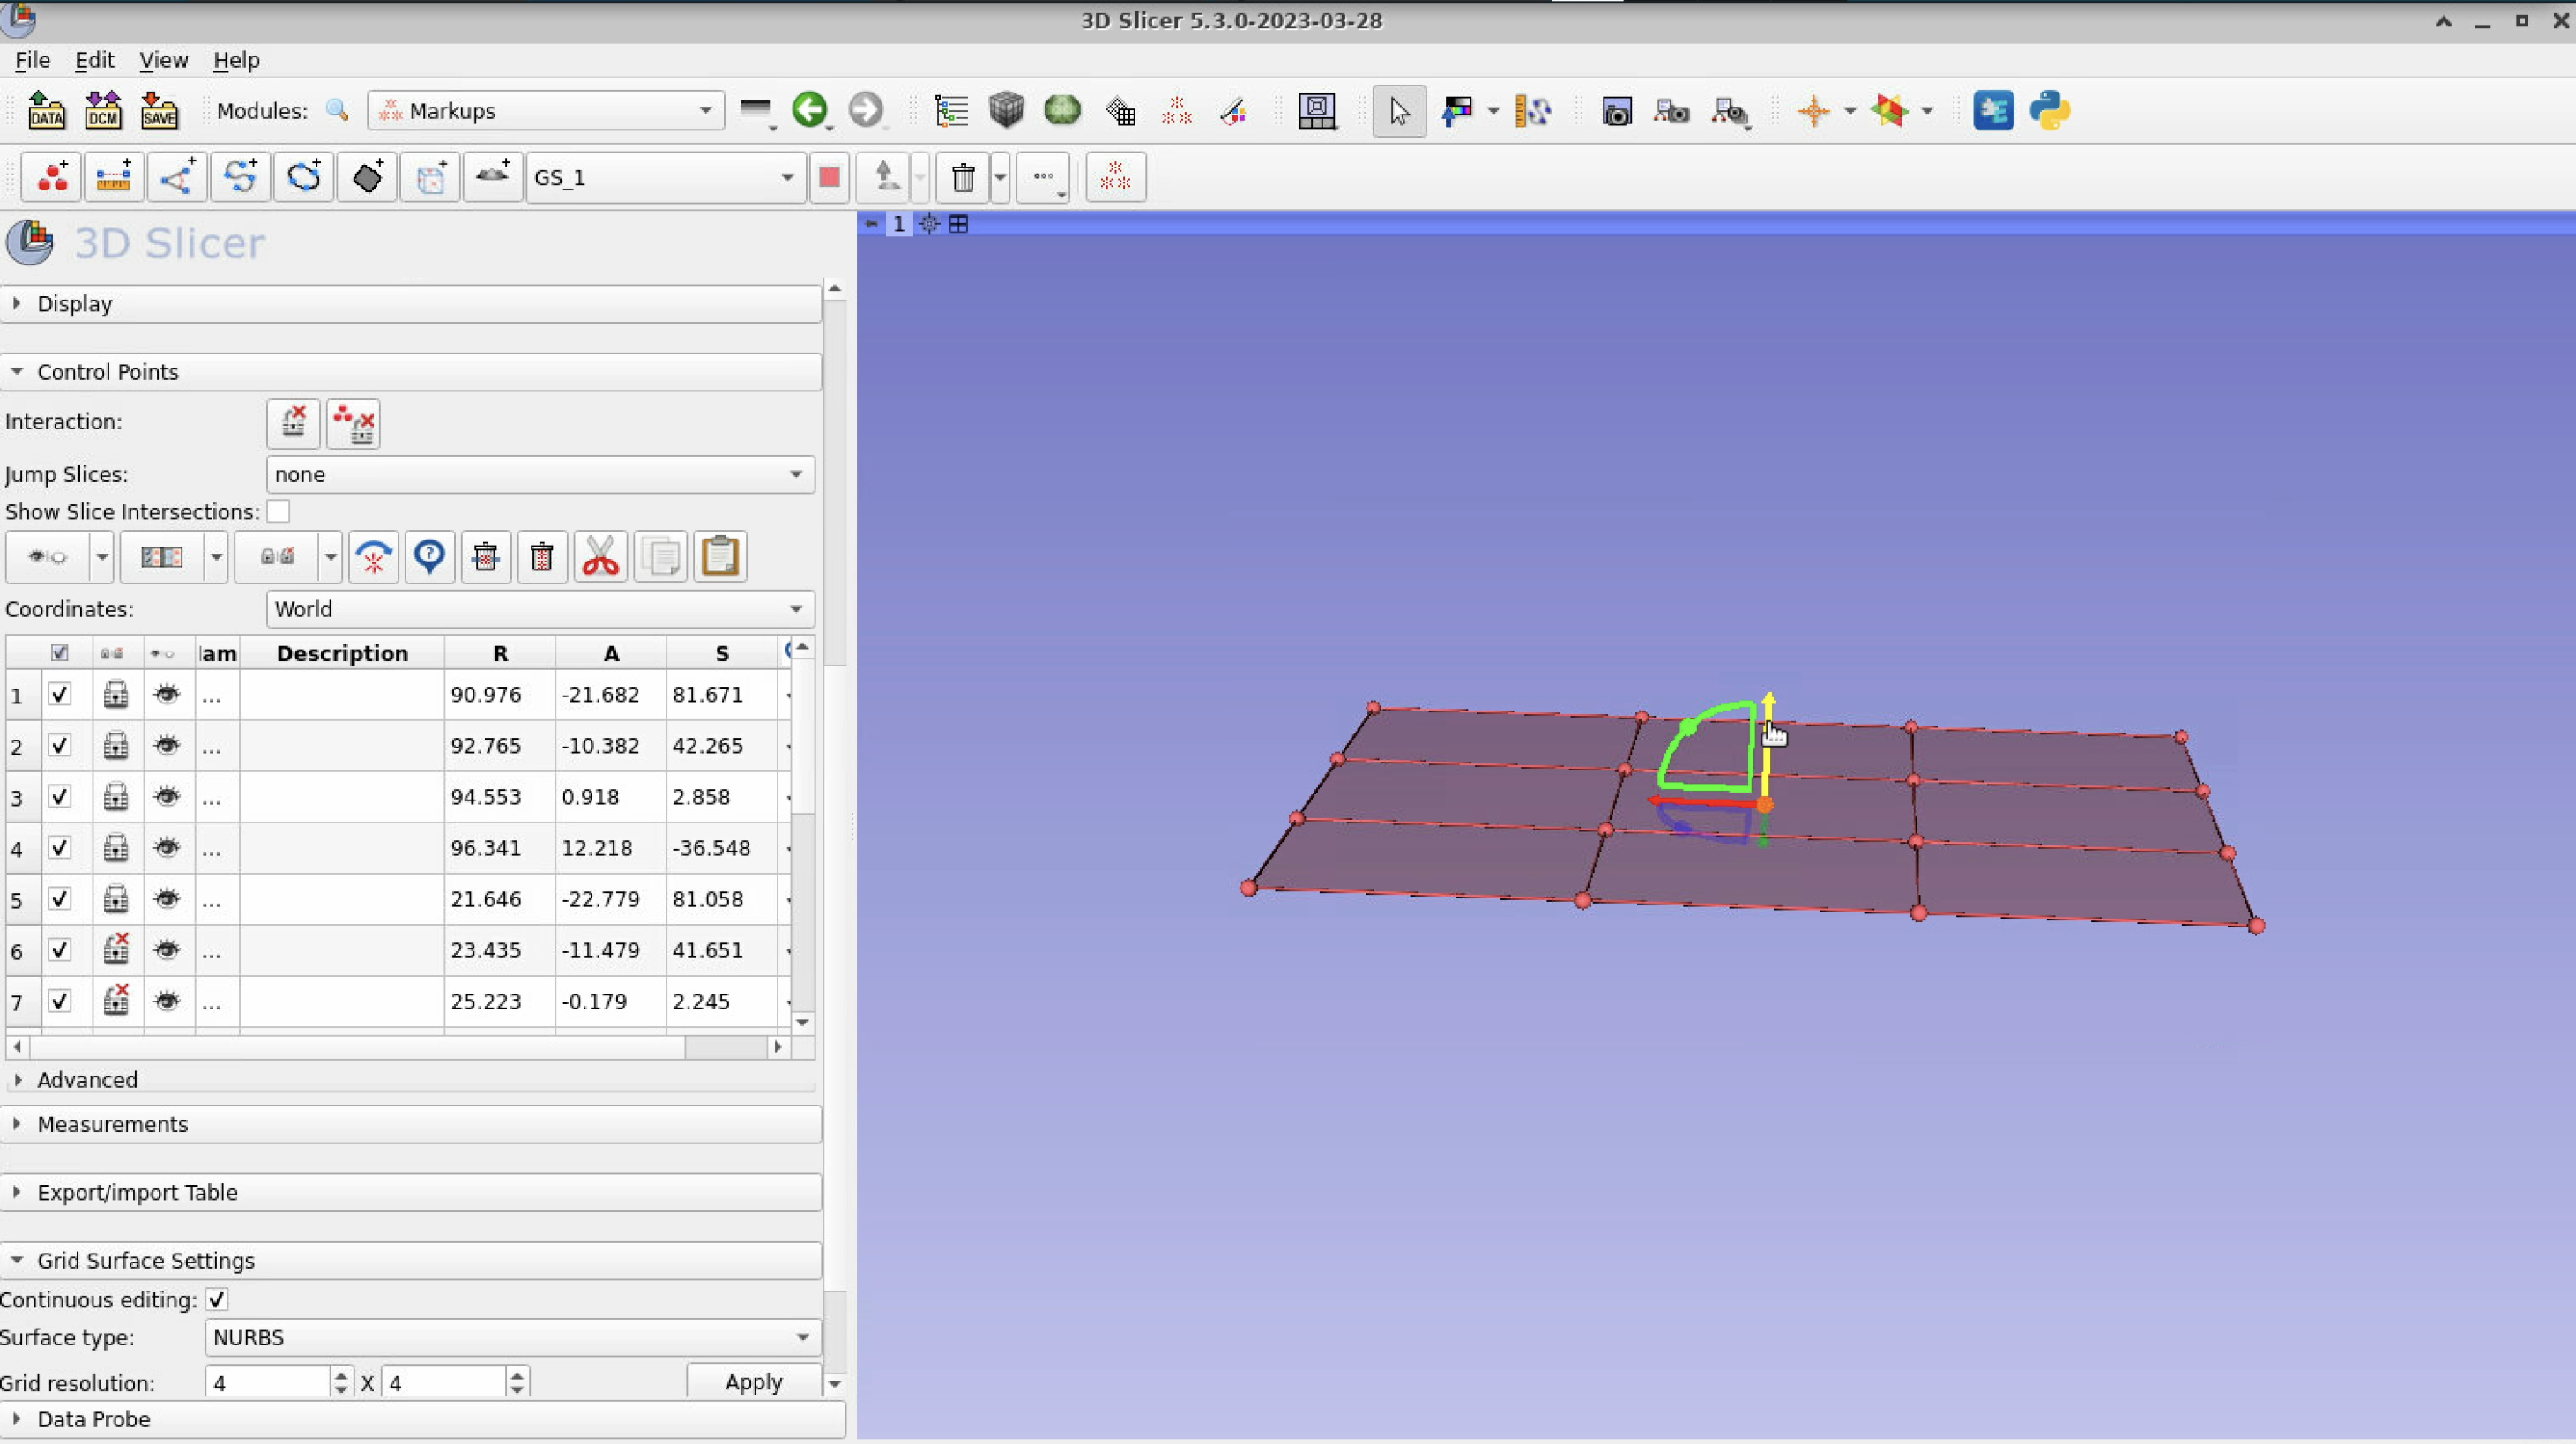 3D Slicer 5.3.0-2023-03-28
File Edit View Help
DATA DCM SAVE Modules: Markups
GS_1
3D Slicer
1
Display
Control Points
Interaction:
Jump Slices: none
Show Slice Intersections:
Coordinates: World
am Description R A S
1 ... 90.976 -21.682 81.671
2 ... 92.765 -10.382 42.265
3 ... 94.553 0.918 2.858
4 ... 96.341 12.218 -36.548
5 ... 21.646 -22.779 81.058
6 ... 23.435 -11.479 41.651
7 ... 25.223 -0.179 2.245
Advanced
Measurements
Export/import Table
Grid Surface Settings
Continuous editing:
Surface type: NURBS
Grid resolution: 4 X 4 Apply
Data Probe